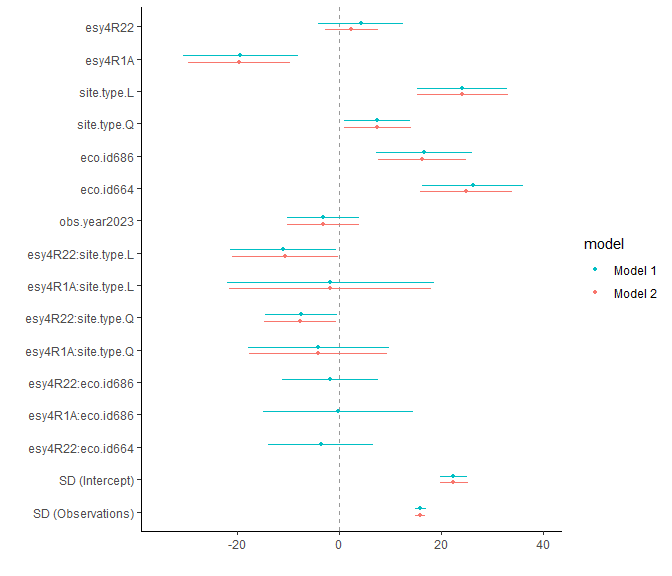 esy4R22
esy4R1A
site.type.L
site.type.Q
eco.id686
eco.id664
obs.year2023
esy4R22:site.type.L
esy4R1A:site.type.L
esy4R22:site.type.Q
esy4R1A:site.type.Q
esy4R22:eco.id686
esy4R1A:eco.id686
esy4R22:eco.id664
SD (Intercept)
SD (Observations)
-20 0 20 40
model
Model 1
Model 2